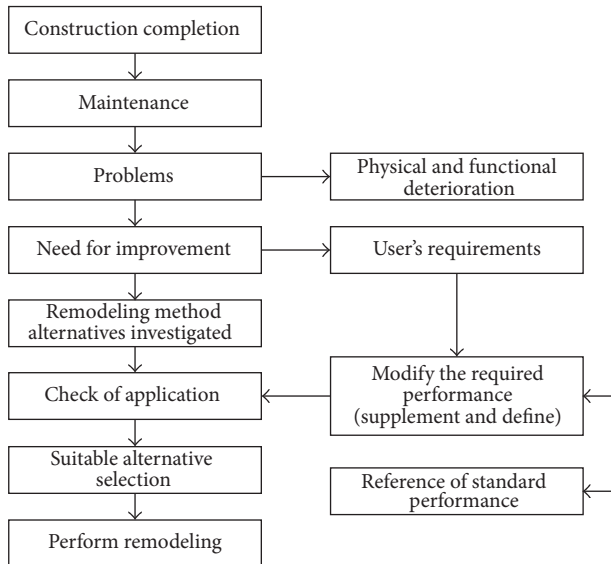 Construction completion
Maintenance
Problems
Physical and functional
deterioration
Need for improvement
User's requirements
Remodeling method
alternatives investigated
Check of application
Modify the required
performance
(supplement and define)
Suitable alternative
selection
Reference of standard
performance
Perform remodeling